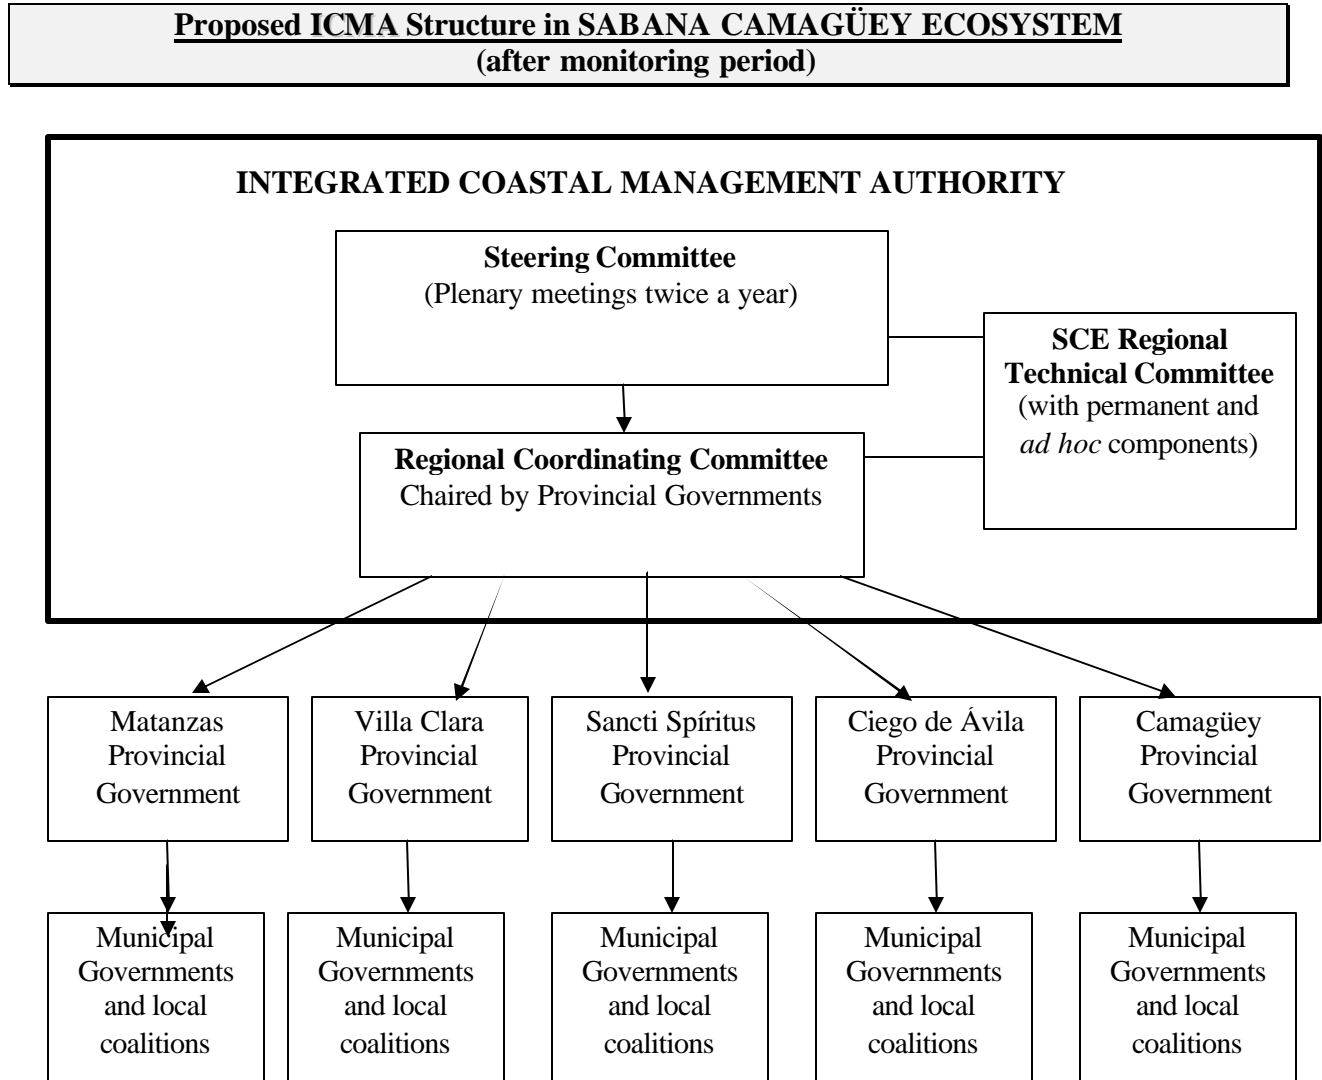 Proposed ICMA Structure in SABANA CAMAGÜEY ECOSYSTEM
(after monitoring period)
INTEGRATED COASTAL MANAGEMENT AUTHORITY
Steering Committee
(Plenary meetings twice a year)
SCE Regional
Technical Committee
(with permanent and
ad hoc components)
Regional Coordinating Committee
Chaired by Provincial Governments
Matanzas
Provincial
Government
Villa Clara
Provincial
Government
Sancti Spíritus
Provincial
Government
Ciego de Ávila
Provincial
Government
Camagüey
Provincial
Government
Municipal
Governments
and local
coalitions
Municipal
Governments
and local
coalitions
Municipal
Governments
and local
coalitions
Municipal
Governments
and local
coalitions
Municipal
Governments
and local
coalitions